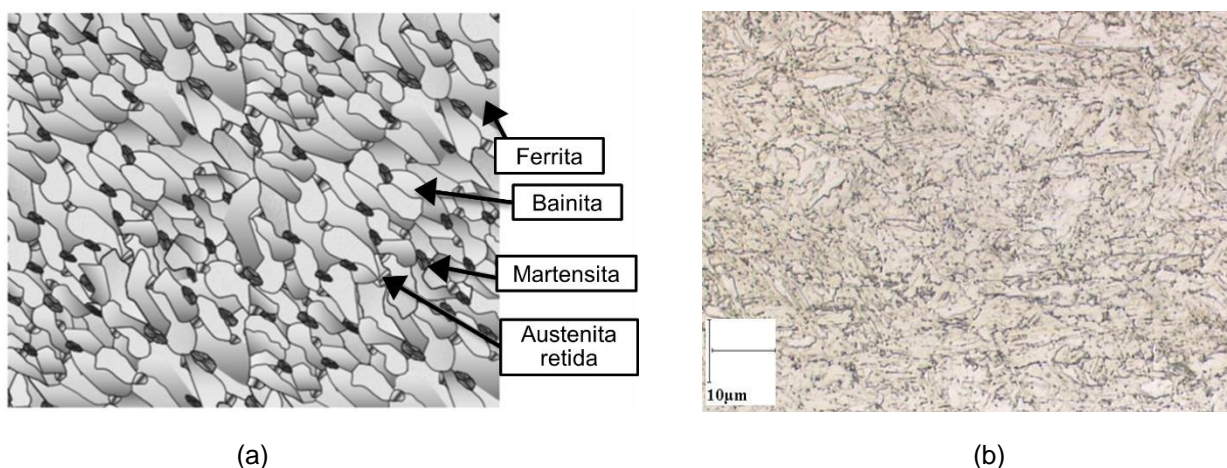 Ferrita
Bainita
Martensita
Austenita
retida
10µm
(a)
(b)